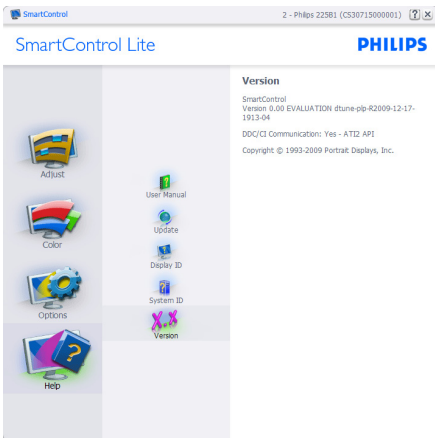 SmartControl
2 - Philips 225B1 (CS30715000001)
?
X
SmartControl Lite
PHILIPS
Adjust
Color
Options
Help
User Manual
Update
Display ID
System ID
X.X
Version
Version
SmartControl
Version 0.00 EVALUATION dtune-plp-R2009-12-17-
1913-04
DDC/CI Communication: Yes - ATI2 API
Copyright © 1993-2009 Portrait Displays, Inc.